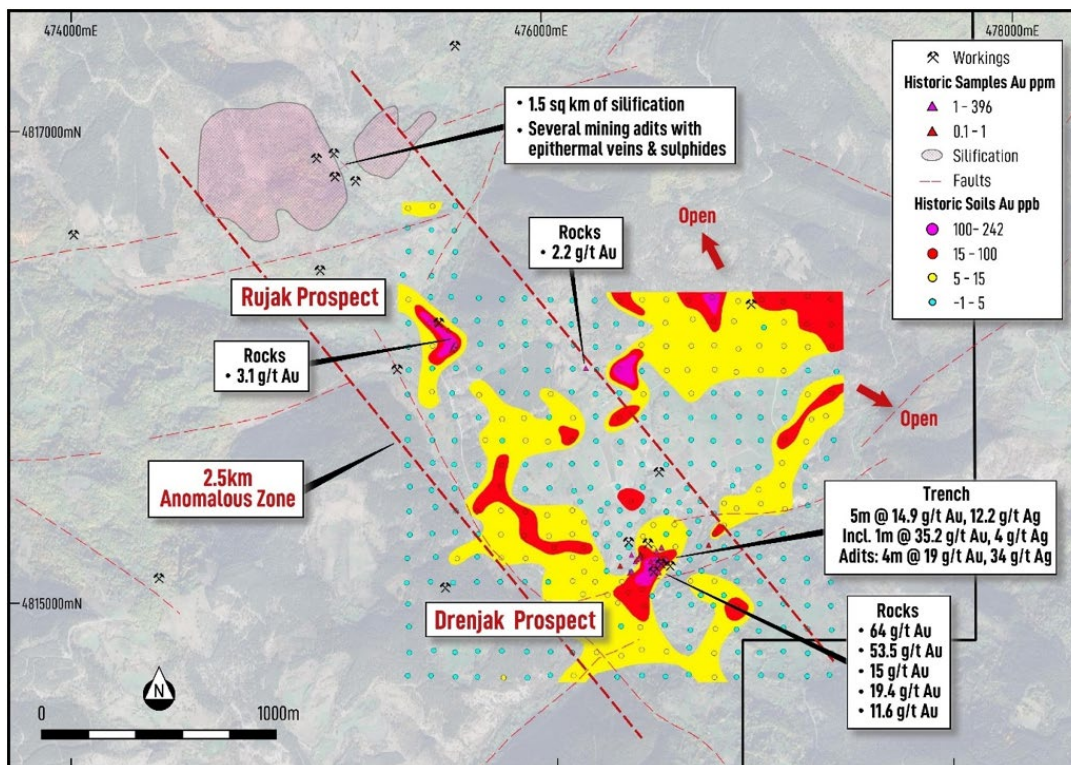 474000mE
476000mE
478000mE
4817000mN
4815000mN
• 1.5 sq km of silification
• Several mining adits with
epithermal veins & sulphides
Workings
Historic Samples Au ppm
1 – 396
0.1 – 1
Silification
Faults
Historic Soils Au ppb
100 – 242
15 – 100
5 – 15
-1 – 5
Open
Rocks
• 2.2 g/t Au
Rujak Prospect
Rocks
• 3.1 g/t Au
Open
2.5km
Anomalous Zone
Trench
5m @ 14.9 g/t Au, 12.2 g/t Ag
Incl. 1m @ 35.2 g/t Au, 4 g/t Ag
Adits: 4m @ 19 g/t Au, 34 g/t Ag
Drenjak Prospect
Rocks
• 64 g/t Au
• 53.5 g/t Au
• 15 g/t Au
• 19.4 g/t Au
• 11.6 g/t Au
N
0
1000m